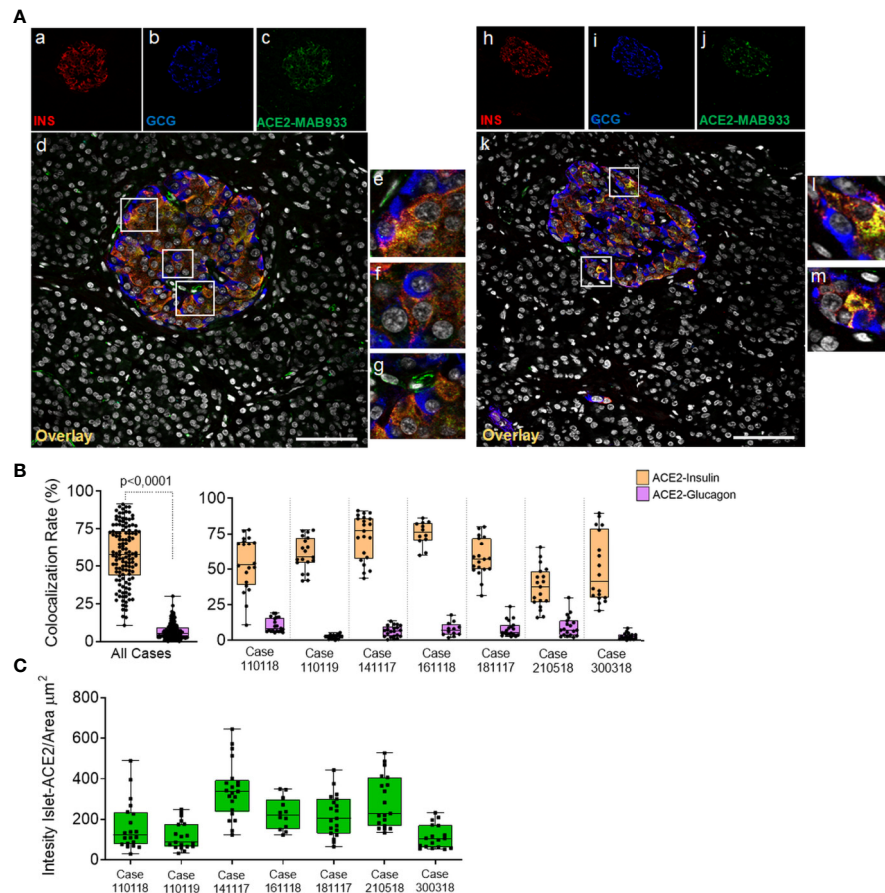 A
a
b
c
INS
GCG
ACE2-MAB933
d
e
f
g
Overlay
h
i
j
INS
GCG
ACE2-MAB933
k
l
m
Overlay
B
p<0,0001
ACE2-Insulin
ACE2-Glucagon
Colocalization Rate (%)
100
75
50
25
0
All Cases
100
75
50
25
0
Case
110118
Case
110119
Case
141117
Case
161118
Case
181117
Case
210518
Case
300318
C
Intesity Islet-ACE2/Area μm²
800
600
400
200
0
Case
110118
Case
110119
Case
141117
Case
161118
Case
181117
Case
210518
Case
300318